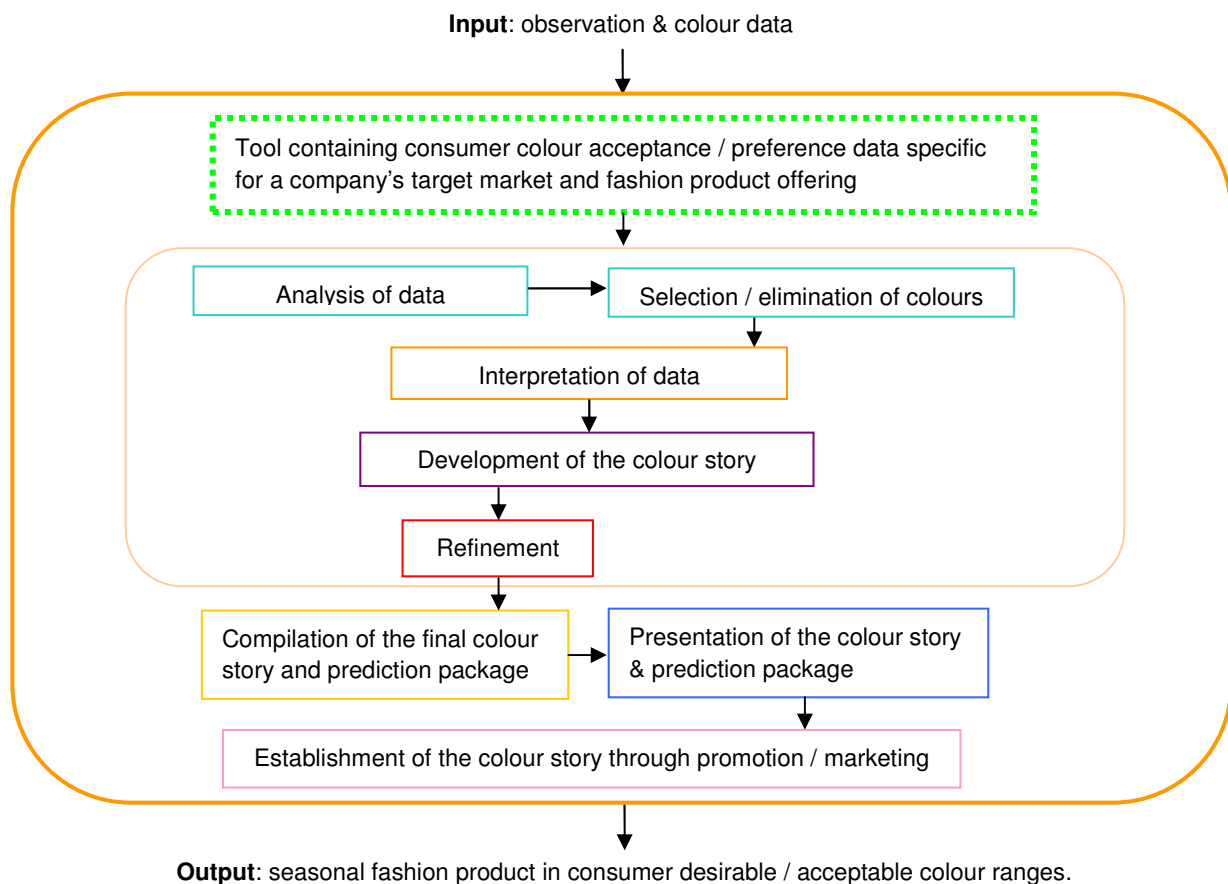 Input: observation & colour data
Tool containing consumer colour acceptance / preference data specific
for a company's target market and fashion product offering
Analysis of data
Selection / elimination of colours
Interpretation of data
Development of the colour story
Refinement
Compilation of the final colour
story and prediction package
Presentation of the colour story
& prediction package
Establishment of the colour story through promotion / marketing
Output: seasonal fashion product in consumer desirable / acceptable colour ranges.